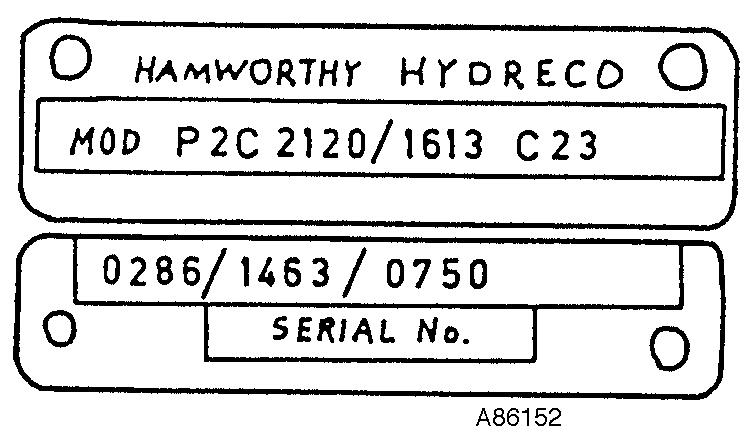 HAMWORTHY HYDRECO
MOD P2C 2120/1613 C23
0286/1463/0750
SERIAL No.
A86152